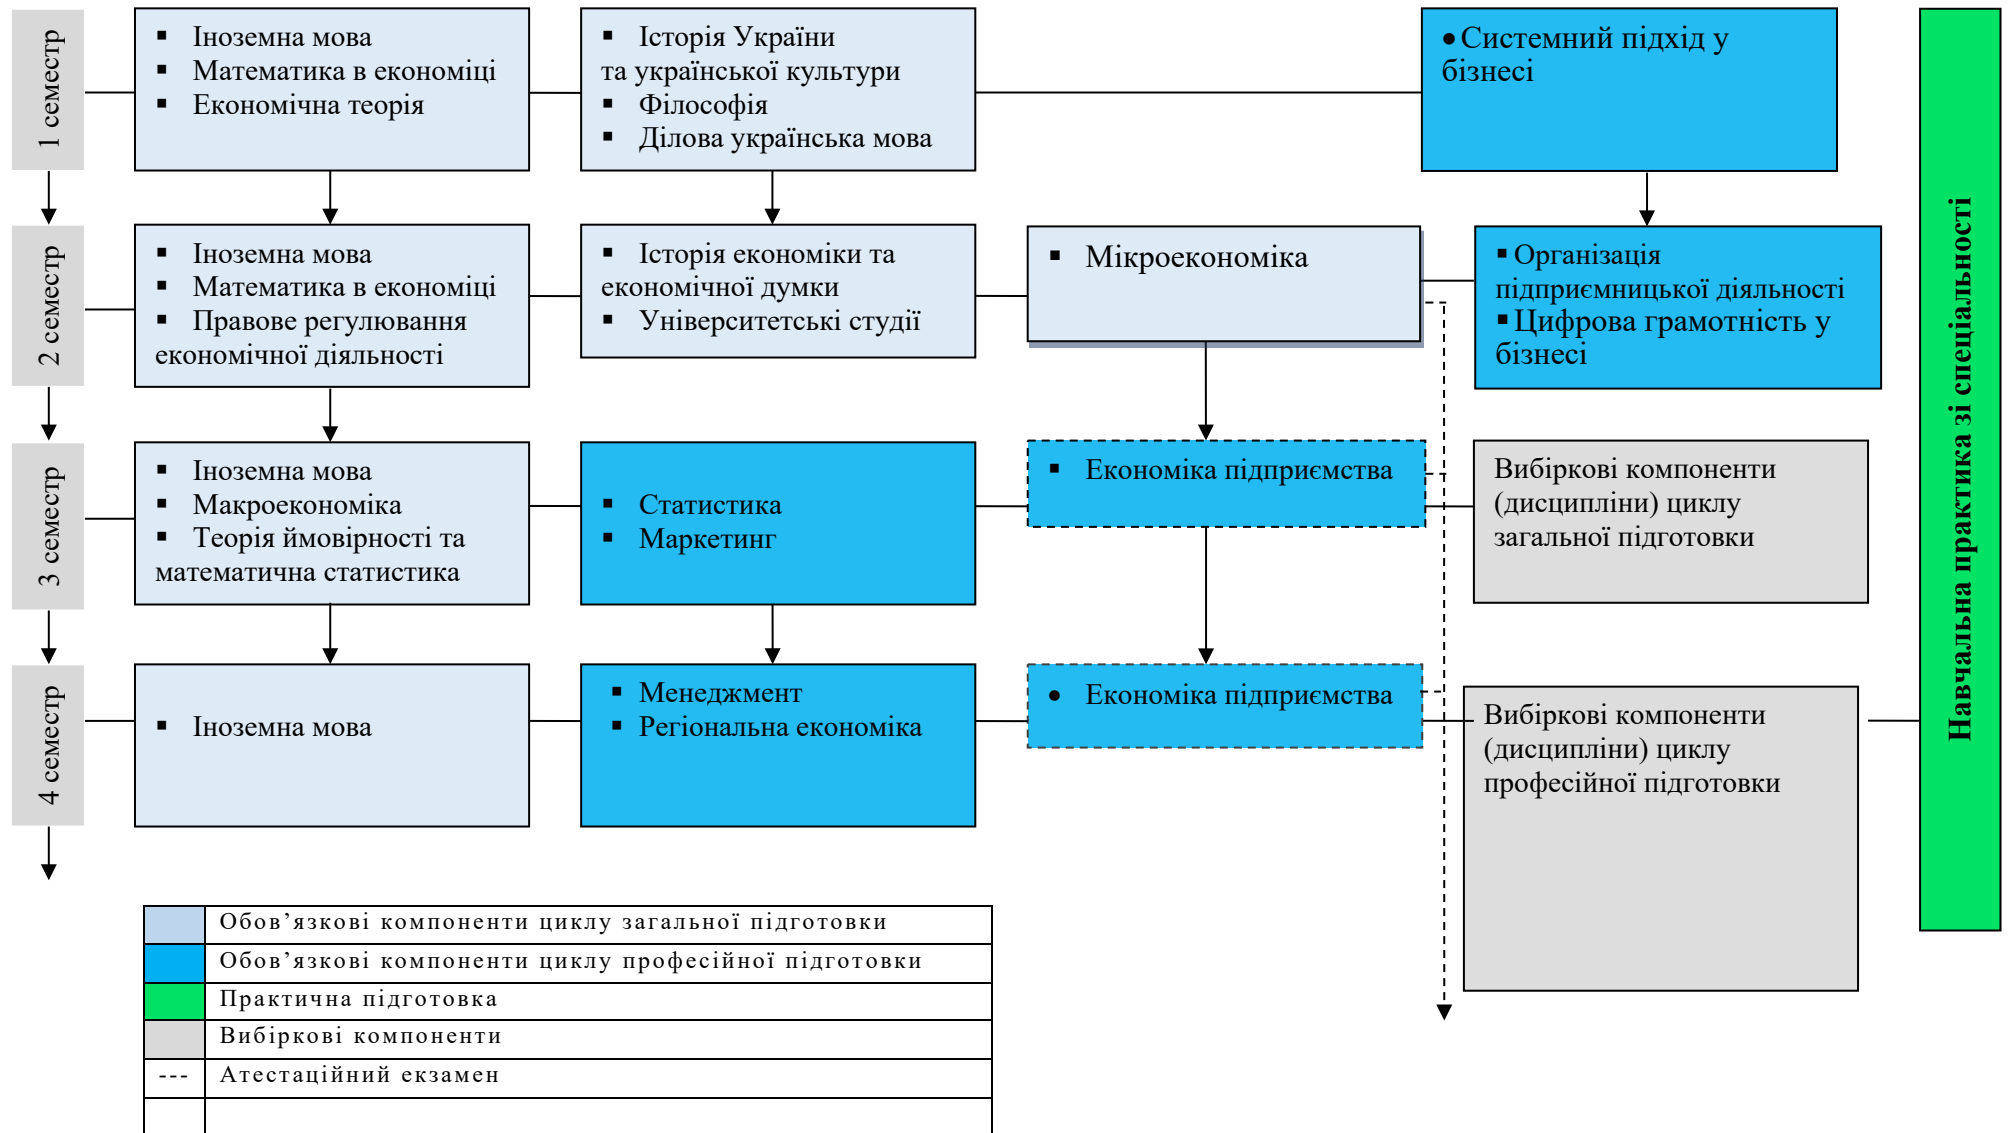 1 семестр
▪ Іноземна мова
▪ Математика в економіці
▪ Економічна теорія
▪ Історія України
та української культури
▪ Філософія
▪ Ділова українська мова
•Системний підхід у
бізнесі
2 семестр
▪ Іноземна мова
▪ Математика в економіці
▪ Правове регулювання
економічної діяльності
▪ Історія економіки та
економічної думки
▪ Університетські студії
▪ Мікроекономіка
▪Організація
підприємницької діяльності
▪Цифрова грамотність у
бізнесі
3 семестр
▪ Іноземна мова
▪ Макроекономіка
▪ Теорія ймовірності та
математична статистика
▪ Статистика
▪ Маркетинг
▪ Економіка підприємства
Вибіркові компоненти
(дисципліни) циклу
загальної підготовки
4 семестр
▪ Іноземна мова
▪ Менеджмент
▪ Регіональна економіка
• Економіка підприємства
Вибіркові компоненти
(дисципліни) циклу
професійної підготовки
Навчальна практика зі спеціальності
Обов’язкові компоненти циклу загальної підготовки
Обов’язкові компоненти циклу професійної підготовки
Практична підготовка
Вибіркові компоненти
--- Атестаційний екзамен